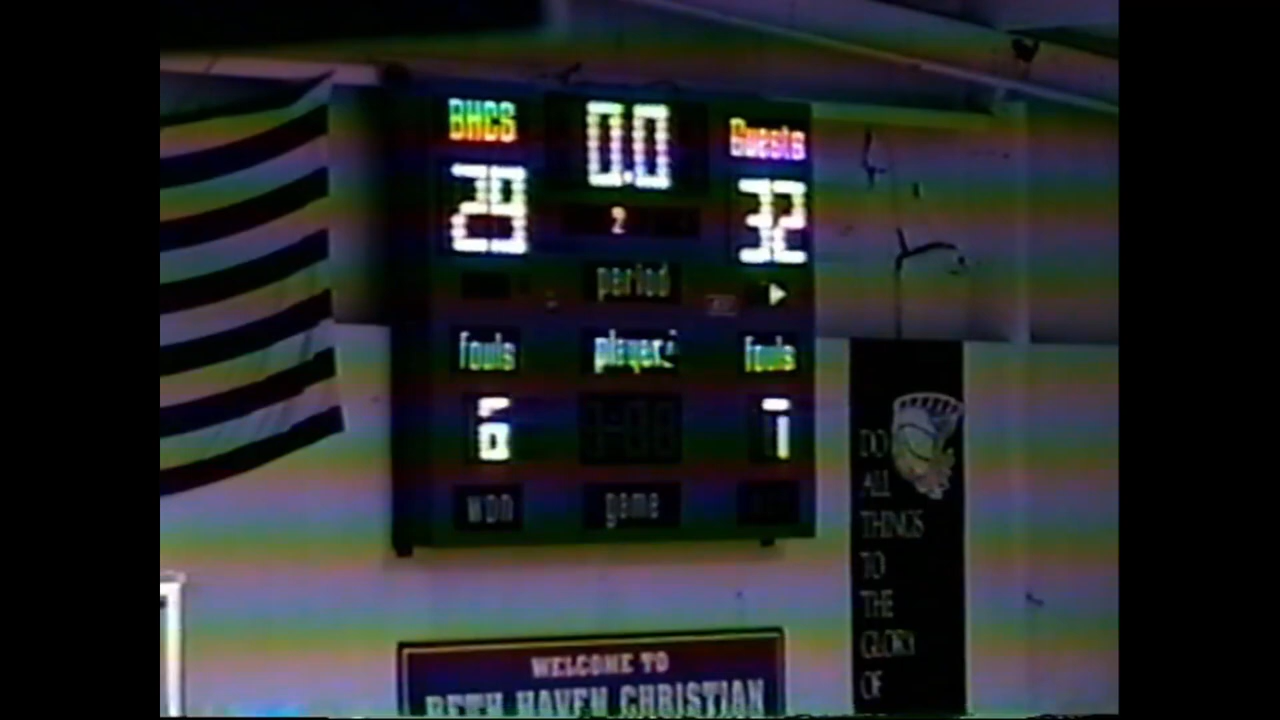 BHCS 0.0 Guests
29 32
2
period
fouls player fouls
6 7
won game
DO
ALL
THINGS
TO
THE
GLORY
OF
WELCOME TO
BETH HAVEN CHRISTIAN